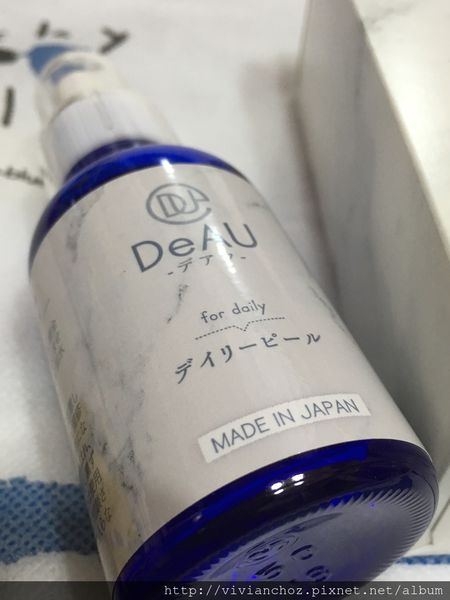 DeAU
-デアウ-
for daily
デイリーピール
MADE IN JAPAN
http://vivianchoz.pixnet.net/album